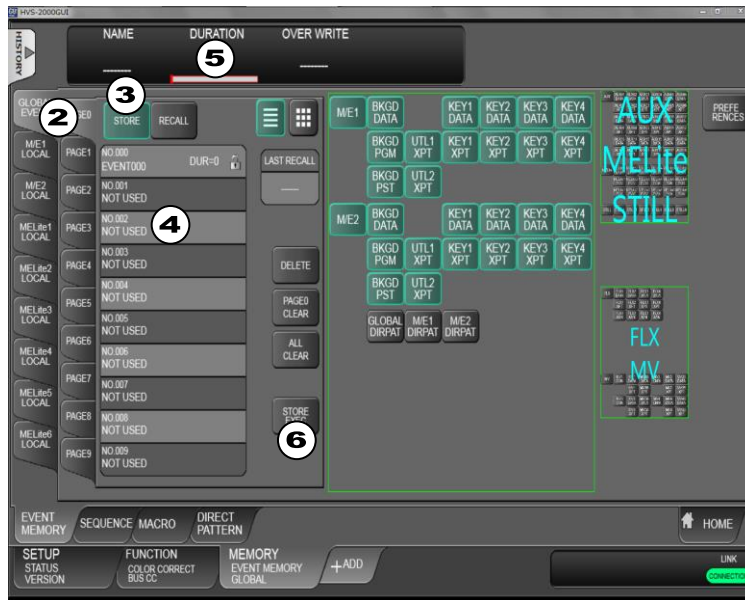 HVS-2000GUI
HISTORY
NAME DURATION OVER WRITE
-------- --------
5
GLOBAL
EVE
2
GE0
3
STORE RECALL
PREFE
RENCES
M/E1
LOCAL
M/E2
LOCAL
MELite1
LOCAL
MELite2
LOCAL
MELite3
LOCAL
MELite4
LOCAL
MELite5
LOCAL
MELite6
LOCAL
PAGE1
PAGE2
PAGE3
PAGE4
PAGE5
PAGE6
PAGE7
PAGE8
PAGE9
NO.000
EVENT000 DUR=0
NO.001
NOT USED
NO.002
NOT USED
4
NO.003
NOT USED
NO.004
NOT USED
NO.005
NOT USED
NO.006
NOT USED
NO.007
NOT USED
NO.008
NOT USED
NO.009
NOT USED
LAST RECALL
----
DELETE
PAGE0
CLEAR
ALL
CLEAR
STORE
EXEC
6
M/E1 BKGD DATA KEY1 DATA KEY2 DATA KEY3 DATA KEY4 DATA
BKGD PGM UTL1 XPT KEY1 XPT KEY2 XPT KEY3 XPT KEY4 XPT
BKGD PST UTL2 XPT
M/E2 BKGD DATA KEY1 DATA KEY2 DATA KEY3 DATA KEY4 DATA
BKGD PGM UTL1 XPT KEY1 XPT KEY2 XPT KEY3 XPT KEY4 XPT
BKGD PST UTL2 XPT
GLOBAL DIRPAT M/E1 DIRPAT M/E2 DIRPAT
AUX
MELite
STILL
FLX
MV
EVENT
MEMORY
SEQUENCE
MACRO
DIRECT
PATTERN
HOME
SETUP
STATUS
VERSION
FUNCTION
COLOR CORRECT
BUS CC
MEMORY
EVENT MEMORY
GLOBAL
+ADD
LINK
CONNECTIO